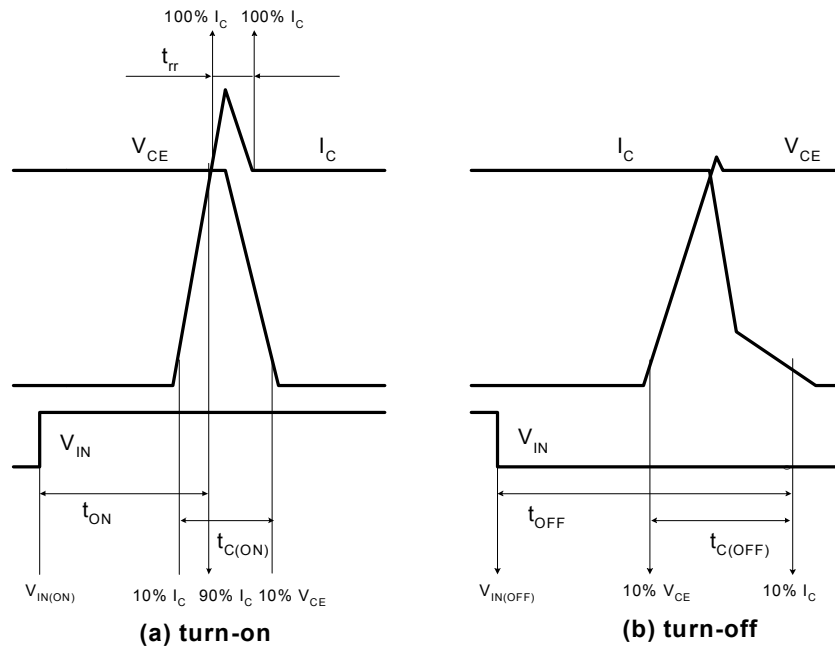 100% I_C 100% I_C
t_rr
V_CE I_C
I_C V_CE
V_IN
V_IN
t_ON
t_OFF
t_C(ON)
t_C(OFF)
V_IN(ON) 10% I_C 90% I_C 10% V_CE
V_IN(OFF) 10% V_CE 10% I_C
(a) turn-on
(b) turn-off